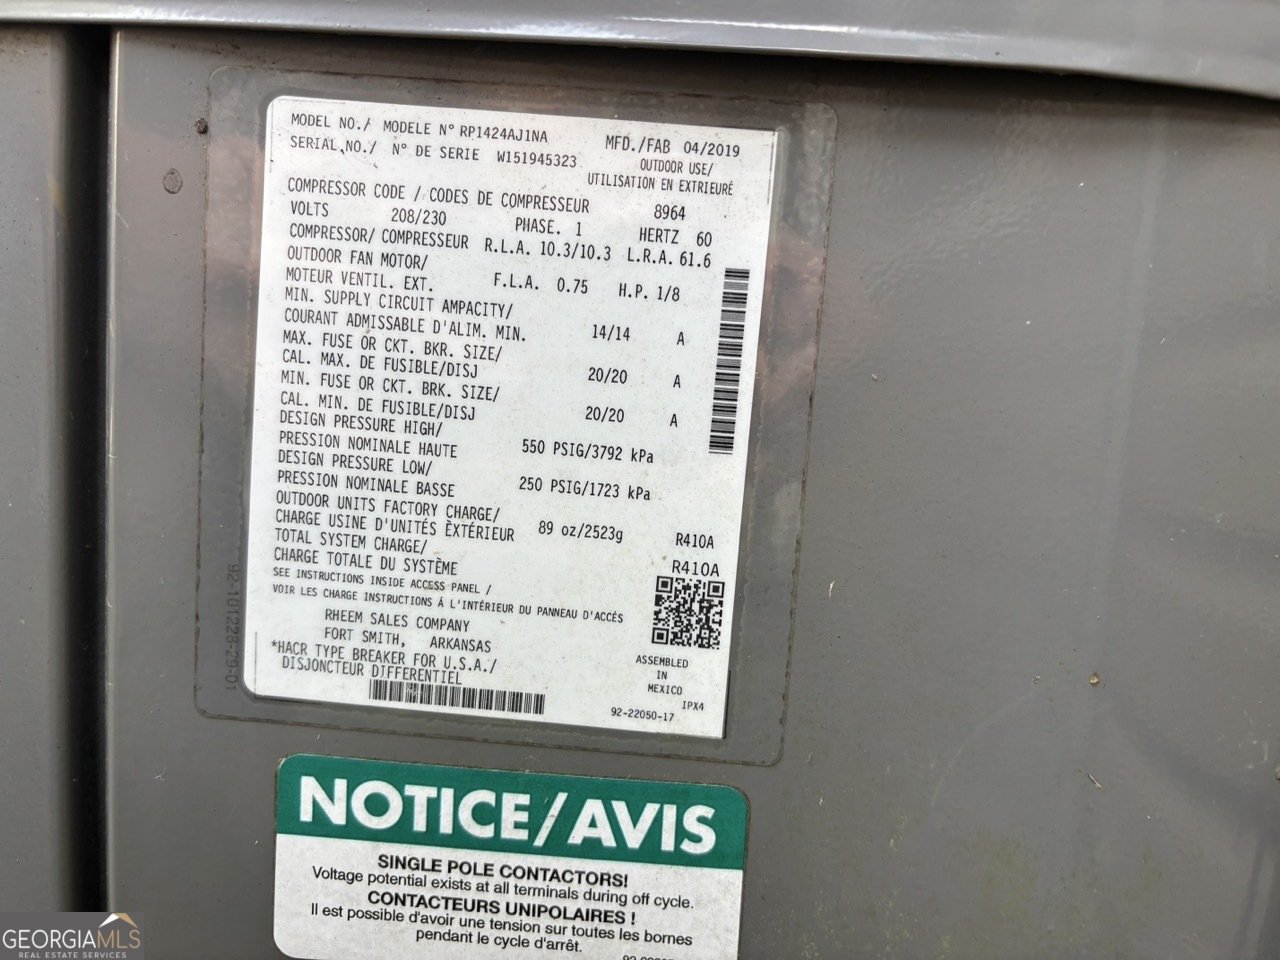 MODEL NO./ MODELE N° RP1424AJ1NA MFD./FAB 04/2019
SERIAL NO./ N° DE SERIE W151945323 OUTDOOR USE/
UTILISATION EN EXTRIEURÉ
COMPRESSOR CODE / CODES DE COMPRESSEUR 8964
VOLTS 208/230 PHASE. 1 HERTZ 60
COMPRESSOR/ COMPRESSEUR R.L.A. 10.3/10.3 L.R.A. 61.6
OUTDOOR FAN MOTOR/
MOTEUR VENTIL. EXT. F.L.A. 0.75 H.P. 1/8
MIN. SUPPLY CIRCUIT AMPACITY/
COURANT ADMISSABLE D'ALIM. MIN. 14/14 A
MAX. FUSE OR CKT. BKR. SIZE/
CAL. MAX. DE FUSIBLE/DISJ 20/20 A
MIN. FUSE OR CKT. BRK. SIZE/
CAL. MIN. DE FUSIBLE/DISJ 20/20 A
DESIGN PRESSURE HIGH/
PRESSION NOMINALE HAUTE 550 PSIG/3792 kPa
DESIGN PRESSURE LOW/
PRESSION NOMINALE BASSE 250 PSIG/1723 kPa
OUTDOOR UNITS FACTORY CHARGE/
CHARGE USINE D'UNITÉS ÈXTÉRIEUR 89 oz/2523g R410A
TOTAL SYSTEM CHARGE/
CHARGE TOTALE DU SYSTÈME R410A
SEE INSTRUCTIONS INSIDE ACCESS PANEL /
VOIR LES CHARGE INSTRUCTIONS Á L'INTÉRIEUR DU PANNEAU D'ACCÉS
RHEEM SALES COMPANY
FORT SMITH, ARKANSAS
*HACR TYPE BREAKER FOR U.S.A./
DISJONCTEUR DIFFERENTIEL
ASSEMBLED
IN
MEXICO
IPX4
92-22050-17
92-101228-29-01
NOTICE/AVIS
SINGLE POLE CONTACTORS!
Voltage potential exists at all terminals during off cycle.
CONTACTEURS UNIPOLAIRES !
Il est possible d'avoir une tension sur toutes les bornes
pendant le cycle d'arrêt.
GEORGIAMLS
REAL ESTATE SERVICES